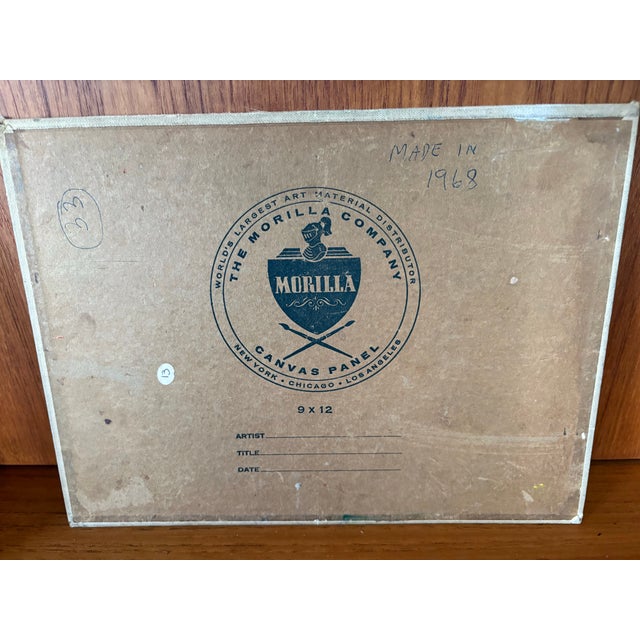 MADE IN
1968
33
WORLD'S LARGEST ART MATERIAL DISTRIBUTOR
THE MORILLA COMPANY
MORILLÁ
CANVAS PANEL
NEW YORK • CHICAGO • LOS ANGELES
13
9 X 12
ARTIST
TITLE
DATE